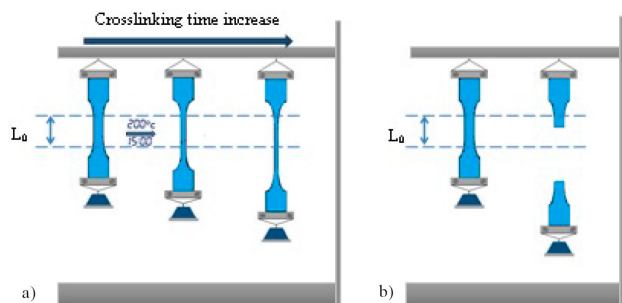 Crosslinking time increase
L₀
200°c
15:00
L₀
a)
b)